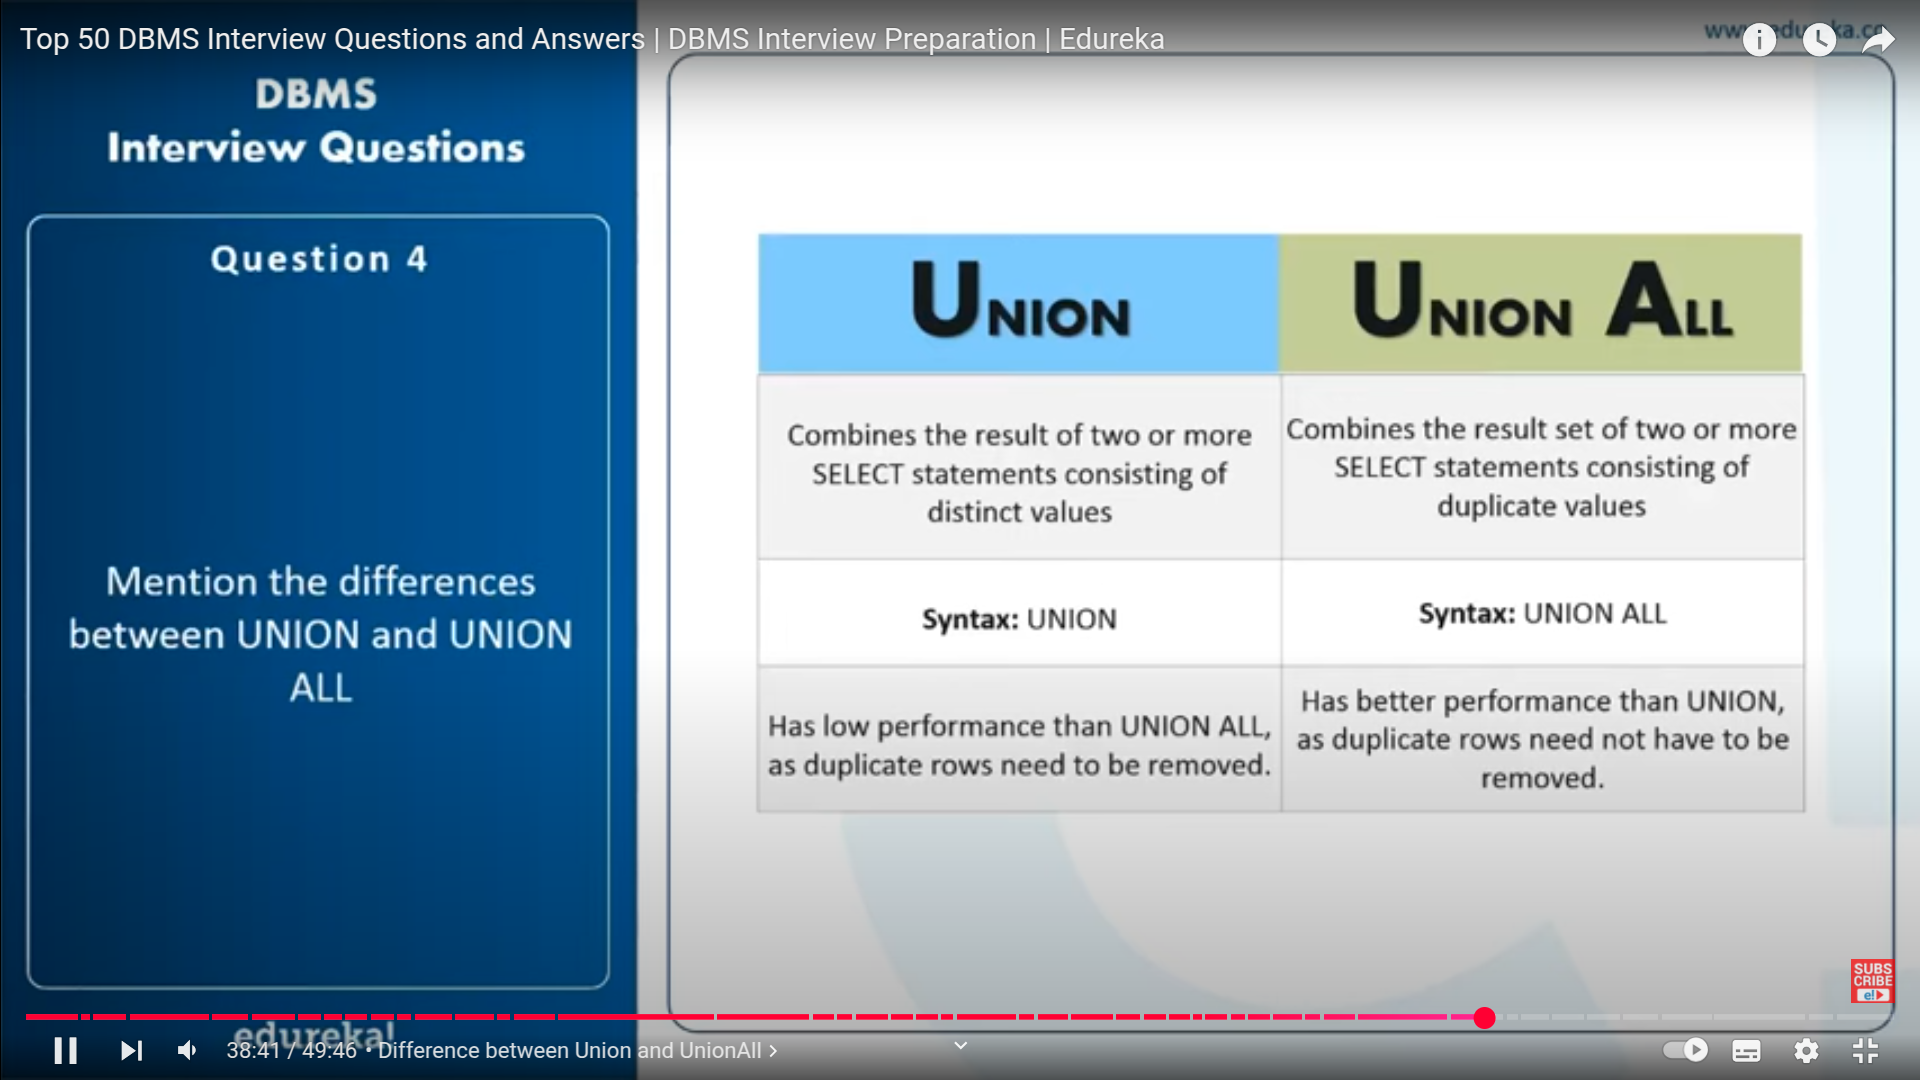 Top 50 DBMS Interview Questions and Answers | DBMS Interview Preparation | Edureka
DBMS
Interview Questions
Question 4
Mention the differences
between UNION and UNION
ALL
UNION
UNION ALL
Combines the result of two or more
SELECT statements consisting of
distinct values
Combines the result set of two or more
SELECT statements consisting of
duplicate values
Syntax: UNION
Syntax: UNION ALL
Has low performance than UNION ALL,
as duplicate rows need to be removed.
Has better performance than UNION,
as duplicate rows need not have to be
removed.
SUBS
CRIBE
e!
edureka!
38:41 / 49:46 • Difference between Union and UnionAll